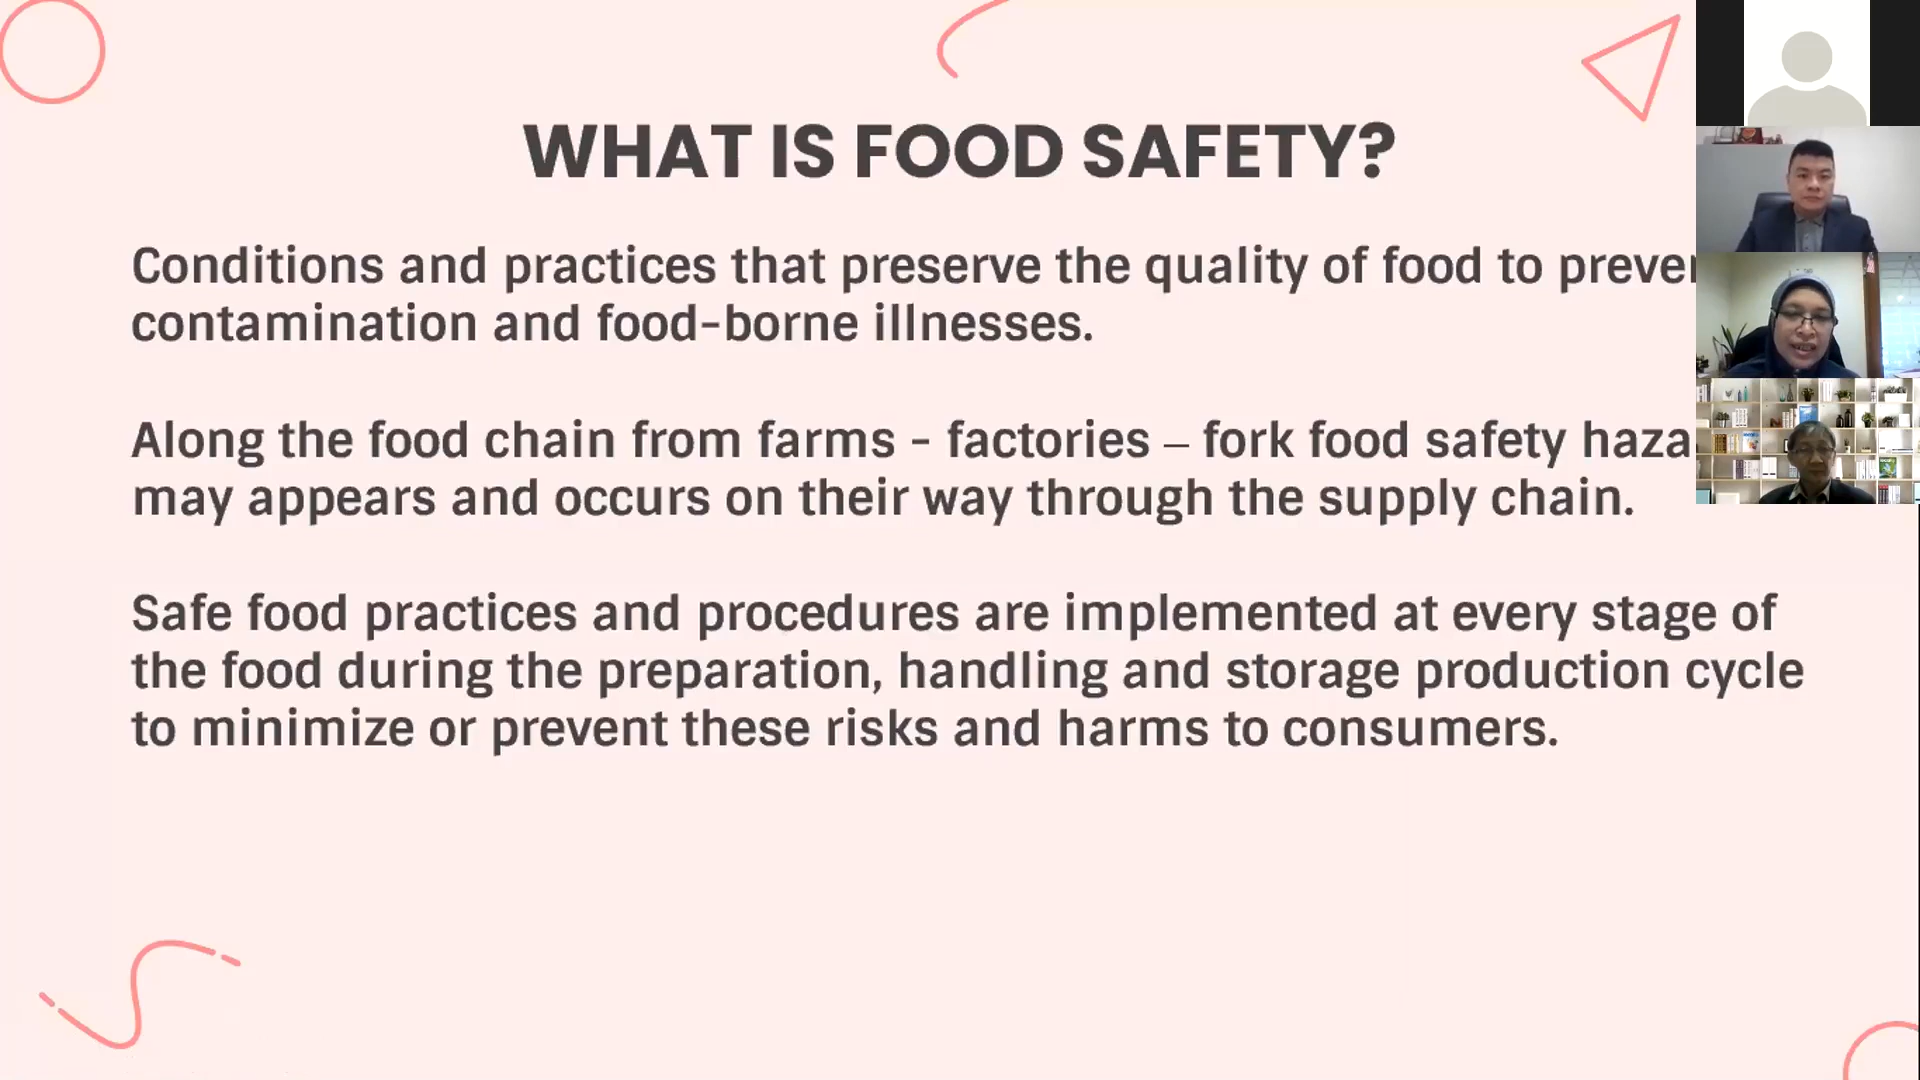 WHAT IS FOOD SAFETY?
Conditions and practices that preserve the quality of food to
contamination and food-borne illnesses.
Along the food chain from farms - factories – fork food safety
may appears and occurs on their way through the supply chain.
Safe food practices and procedures are implemented at every stage of
the food during the preparation, handling and storage production cycle
to minimize or prevent these risks and harms to consumers.